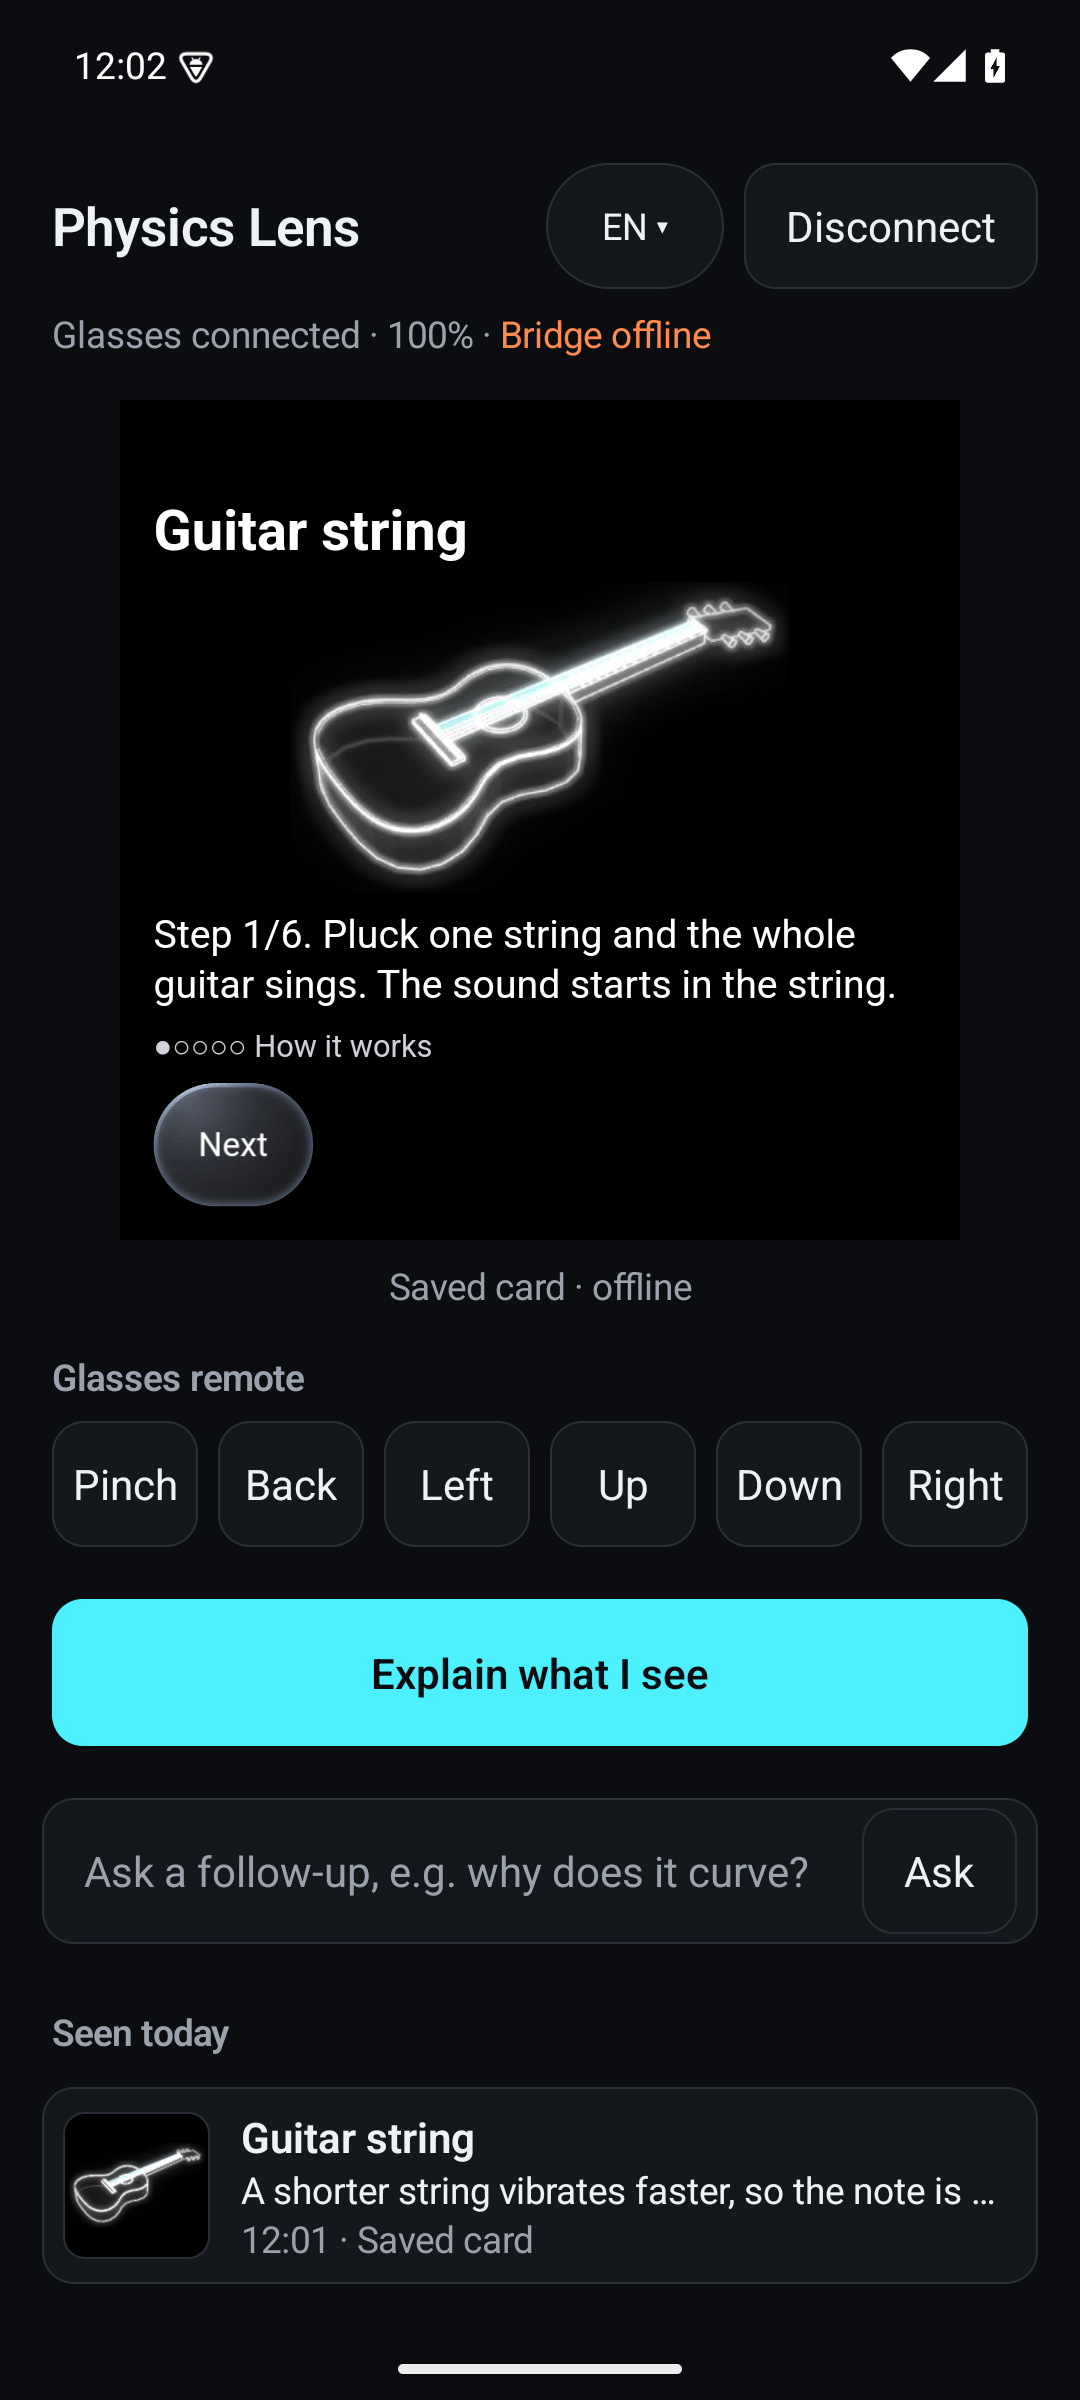 12:02
Physics Lens
EN ▾
Disconnect
Glasses connected · 100% · Bridge offline
Guitar string
Step 1/6. Pluck one string and the whole
guitar sings. The sound starts in the string.
●○○○○ How it works
Next
Saved card · offline
Glasses remote
Pinch
Back
Left
Up
Down
Right
Explain what I see
Ask a follow-up, e.g. why does it curve?
Ask
Seen today
Guitar string
A shorter string vibrates faster, so the note is ...
12:01 · Saved card